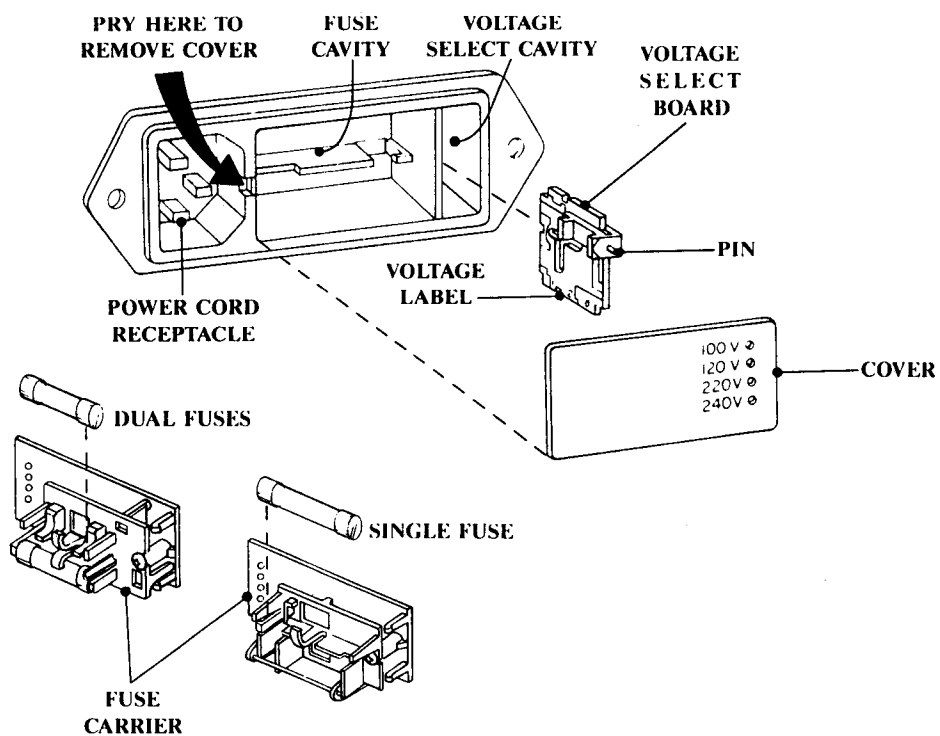 PRY HERE TO
REMOVE COVER
FUSE
CAVITY
VOLTAGE
SELECT CAVITY
VOLTAGE
SELECT
BOARD
PIN
VOLTAGE
LABEL
POWER CORD
RECEPTACLE
100 V
120 V
220V
240V
COVER
DUAL FUSES
SINGLE FUSE
FUSE
CARRIER